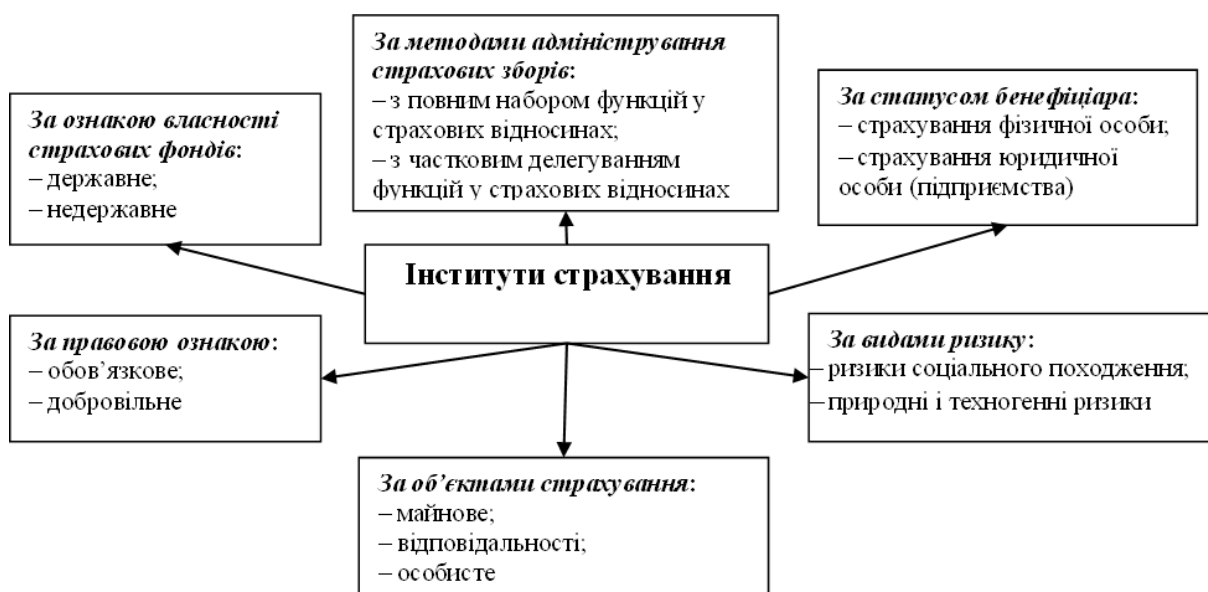 За методами адміністрування
страхових зборів:
– з повним набором функцій у
страхових відносинах;
– з частковим делегуванням
функцій у страхових відносинах
За ознакою власності
страхових фондів:
– державне;
– недержавне
За статусом бенефіціара:
– страхування фізичної особи;
– страхування юридичної
особи (підприємства)
Інститути страхування
За правовою ознакою:
– обов’язкове;
– добровільне
За видами ризику:
– ризики соціального походження;
– природні і техногенні ризики
За об’єктами страхування:
– майнове;
– відповідальності;
– особисте